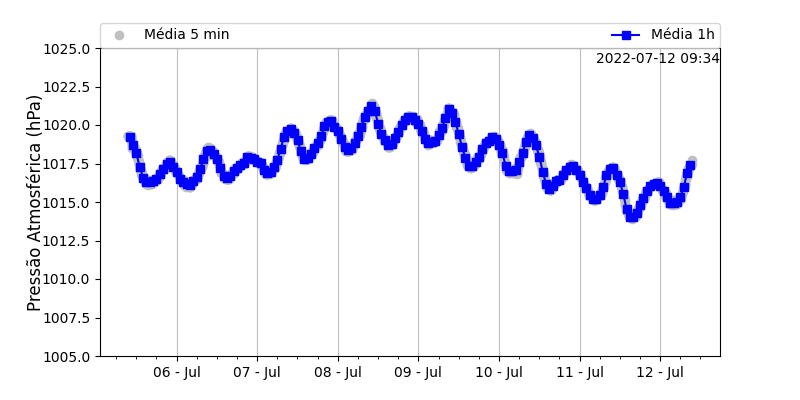 Média 5 min
Média 1h
2022-07-12 09:34
Pressão Atmosférica (hPa)
1025.0
1022.5
1020.0
1017.5
1015.0
1012.5
1010.0
1007.5
1005.0
06 - Jul
07 - Jul
08 - Jul
09 - Jul
10 - Jul
11 - Jul
12 - Jul